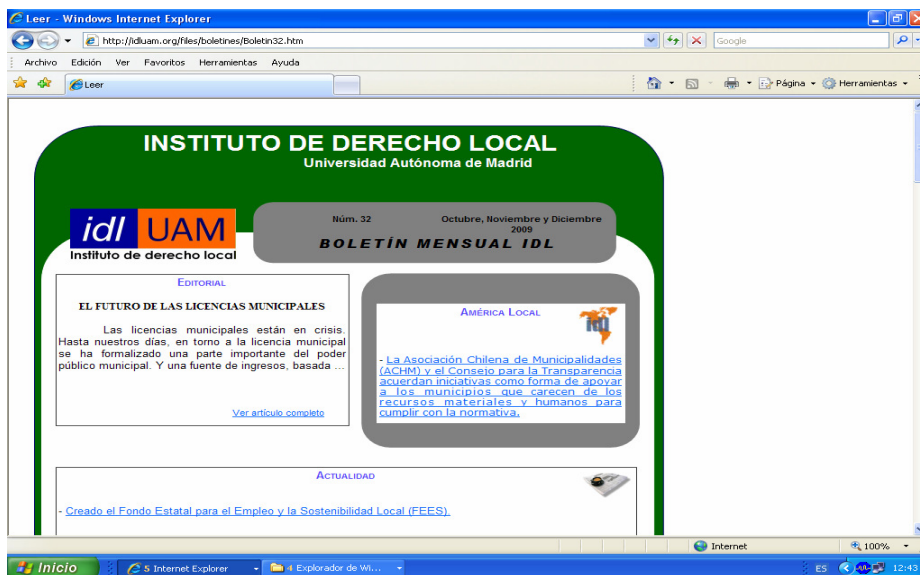 Leer - Windows Internet Explorer
http://idluam.org/files/boletines/Boletin32.htm
Google
Archivo Edición Ver Favoritos Herramientas Ayuda
Leer
Página
Herramientas
INSTITUTO DE DERECHO LOCAL
Universidad Autónoma de Madrid
idl UAM
Instituto de derecho local
Núm. 32 Octubre, Noviembre y Diciembre
2009
BOLETÍN MENSUAL IDL
EDITORIAL
EL FUTURO DE LAS LICENCIAS MUNICIPALES
Las licencias municipales están en crisis.
Hasta nuestros días, en torno a la licencia municipal
se ha formalizado una parte importante del poder
público municipal. Y una fuente de ingresos, basada ...
Ver artículo completo
AMÉRICA LOCAL
idl
- La Asociación Chilena de Municipalidades
(ACHM) y el Consejo para la Transparencia
acuerdan iniciativas como forma de apoyar
a los municipios que carecen de los
recursos materiales y humanos para
cumplir con la normativa.
ACTUALIDAD
- Creado el Fondo Estatal para el Empleo y la Sostenibilidad Local (FEES).
Internet
100%
Inicio
5 Internet Explorer
4 Explorador de Wi...
ES
12:43